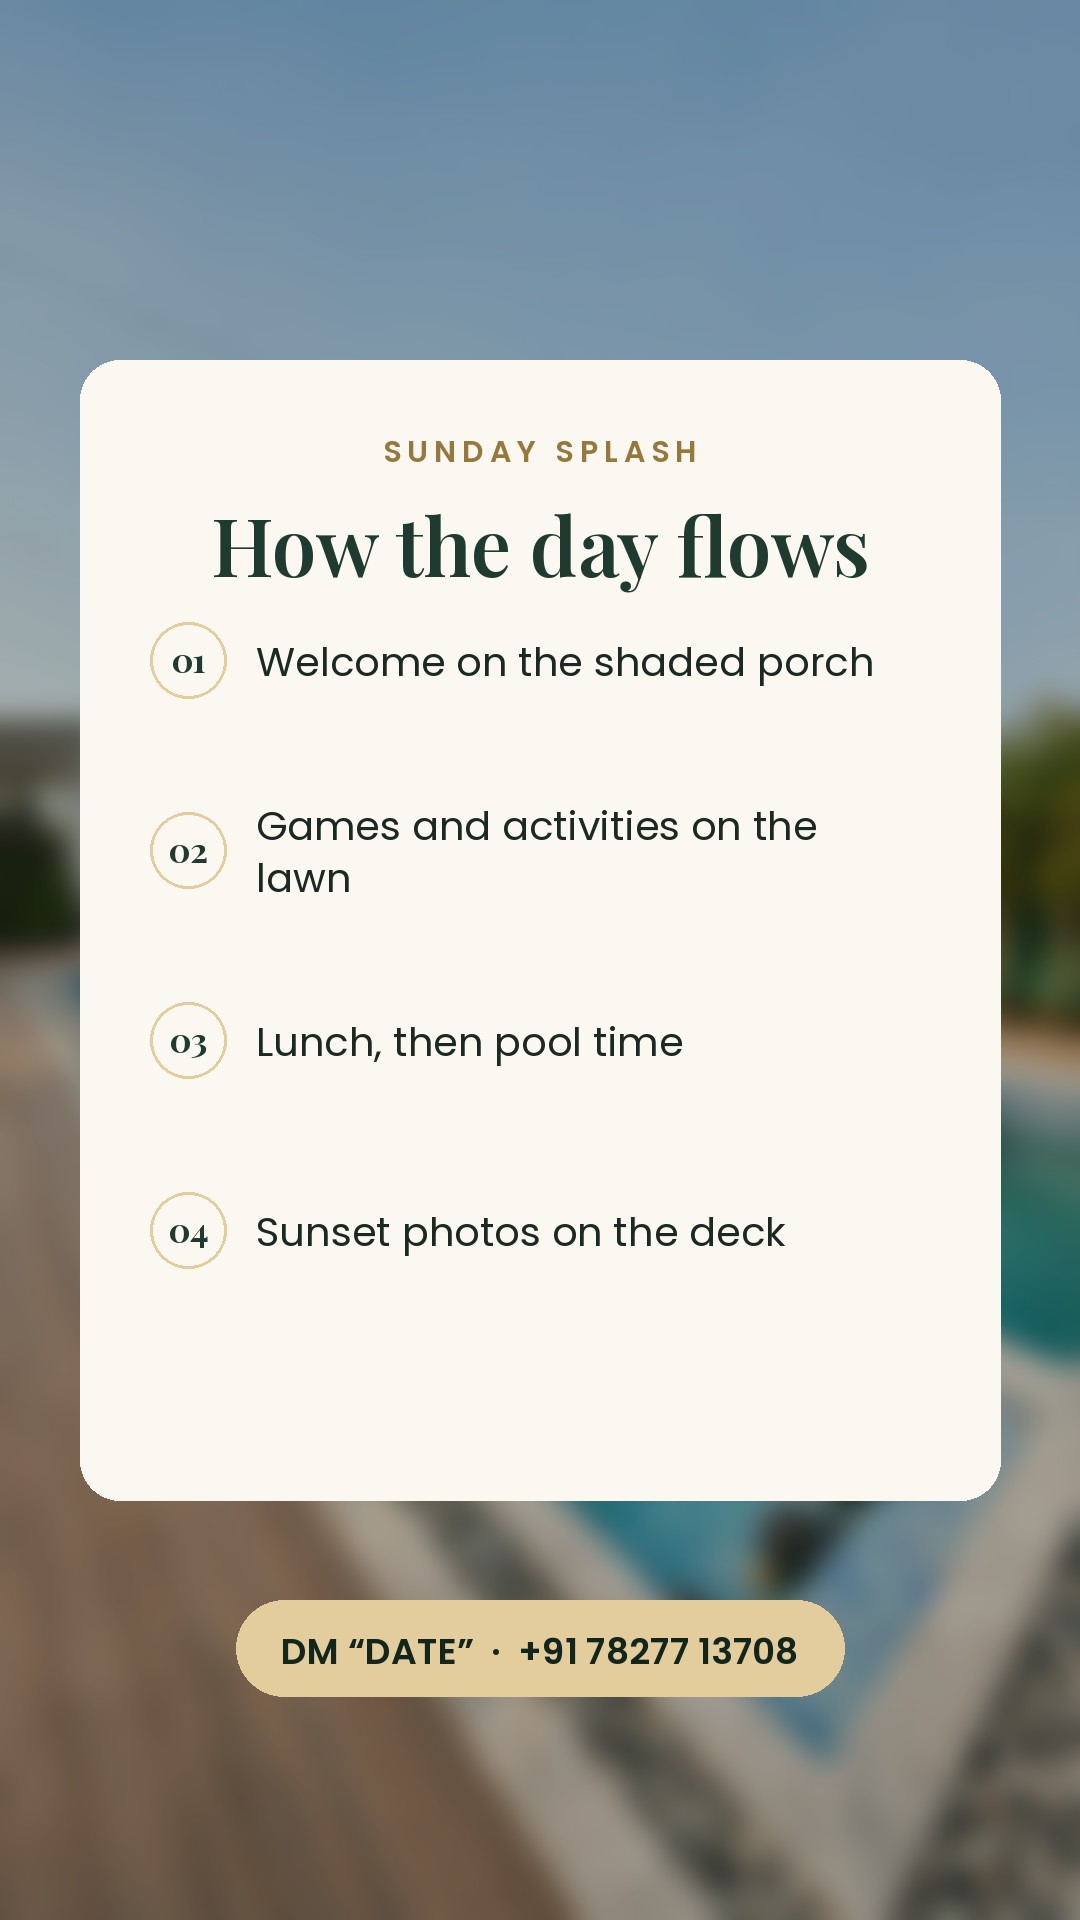 SUNDAY SPLASH
How the day flows
01 Welcome on the shaded porch
02 Games and activities on the
lawn
03 Lunch, then pool time
04 Sunset photos on the deck
DM “DATE” · +91 78277 13708